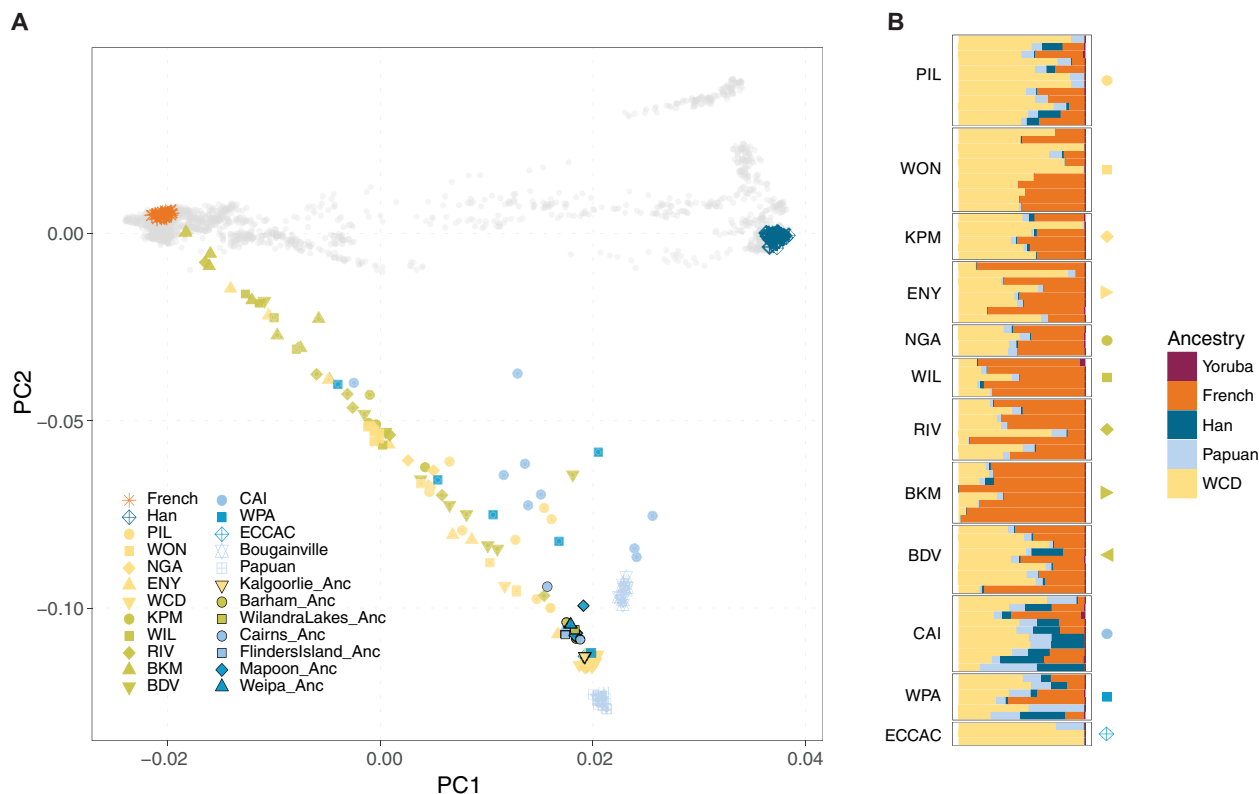 A
B
0.00
−0.05
−0.10
PC2
−0.02
0.00
0.02
0.04
PC1
French
Han
PIL
WON
NGA
ENY
WCD
KPM
WIL
RIV
BKM
BDV
CAI
WPA
ECCAC
Bougainville
Papuan
Kalgoorlie_Anc
Barham_Anc
WilandraLakes_Anc
Cairns_Anc
FlindersIsland_Anc
Mapoon_Anc
Weipa_Anc
PIL
WON
KPM
ENY
NGA
WIL
RIV
BKM
BDV
CAI
WPA
ECCAC
Ancestry
Yoruba
French
Han
Papuan
WCD